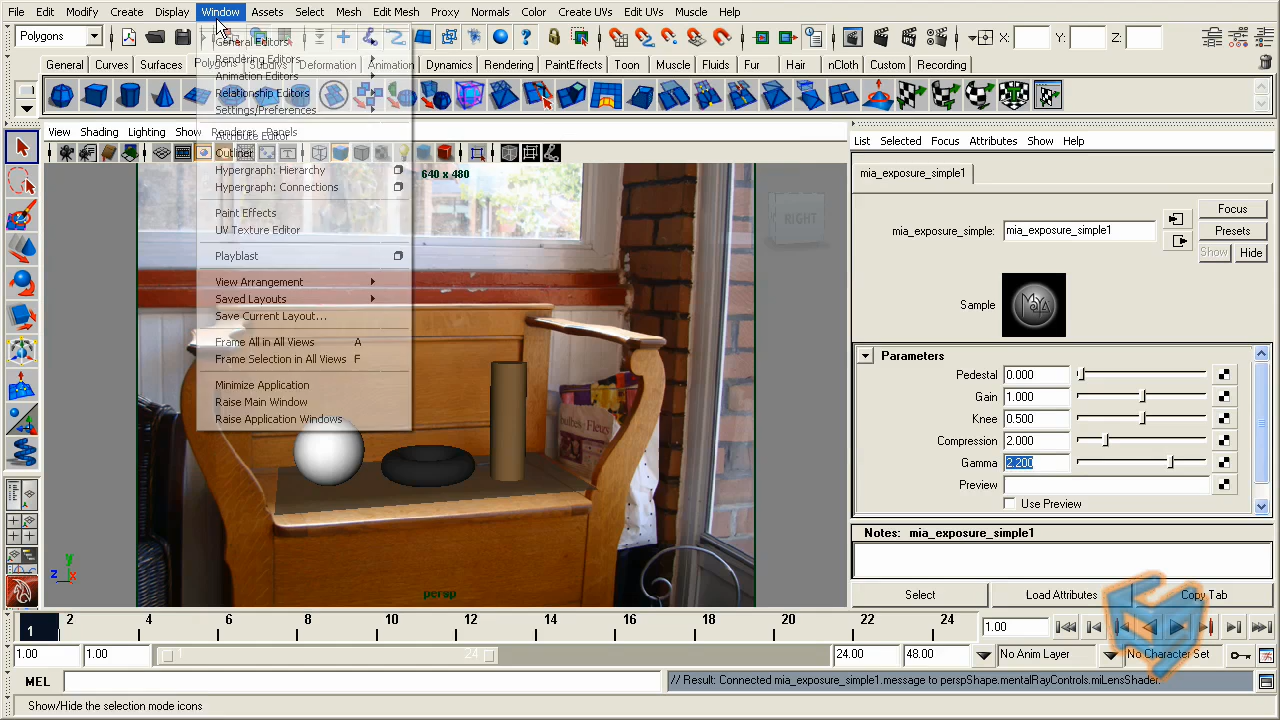 File Edit Modify Create Display Window Assets Select Mesh Edit Mesh Proxy Normals Color Create UVs Edit UVs Muscle Help
Polygons X: Y: Z:
General Curves Surfaces Deformation Animation Dynamics Rendering PaintEffects Toon Muscle Fluids Fur Hair nCloth Custom Recording
General Editors
Rendering Editors
Animation Editors
Relationship Editors
Settings/Preferences
Attribute Editor
Outliner
Hypergraph: Hierarchy
Hypergraph: Connections
Paint Effects
UV Texture Editor
Playblast
View Arrangement
Saved Layouts
Save Current Layout...
Frame All in All Views A
Frame Selection in All Views F
Minimize Application
Raise Main Window
Raise Application Windows
View Shading Lighting Show Panels
640 x 480
RIGHT
persp
y
z x
List Selected Focus Attributes Show Help
mia_exposure_simple1
mia_exposure_simple: mia_exposure_simple1
Focus
Presets
Show Hide
Sample
MAYA
Parameters
Pedestal 0.000
Gain 1.000
Knee 0.500
Compression 2.000
Gamma 2.200
Preview
Use Preview
Notes: mia_exposure_simple1
Select Load Attributes Copy Tab
1 2 4 6 8 10 12 14 16 18 20 22 24 1.00
1.00 1.00 1 24 24.00 48.00 No Anim Layer No Character Set
MEL // Result: Connected mia_exposure_simple1.message to perspShape.mentalRayControls.miLensShader.
Show/Hide the selection mode icons